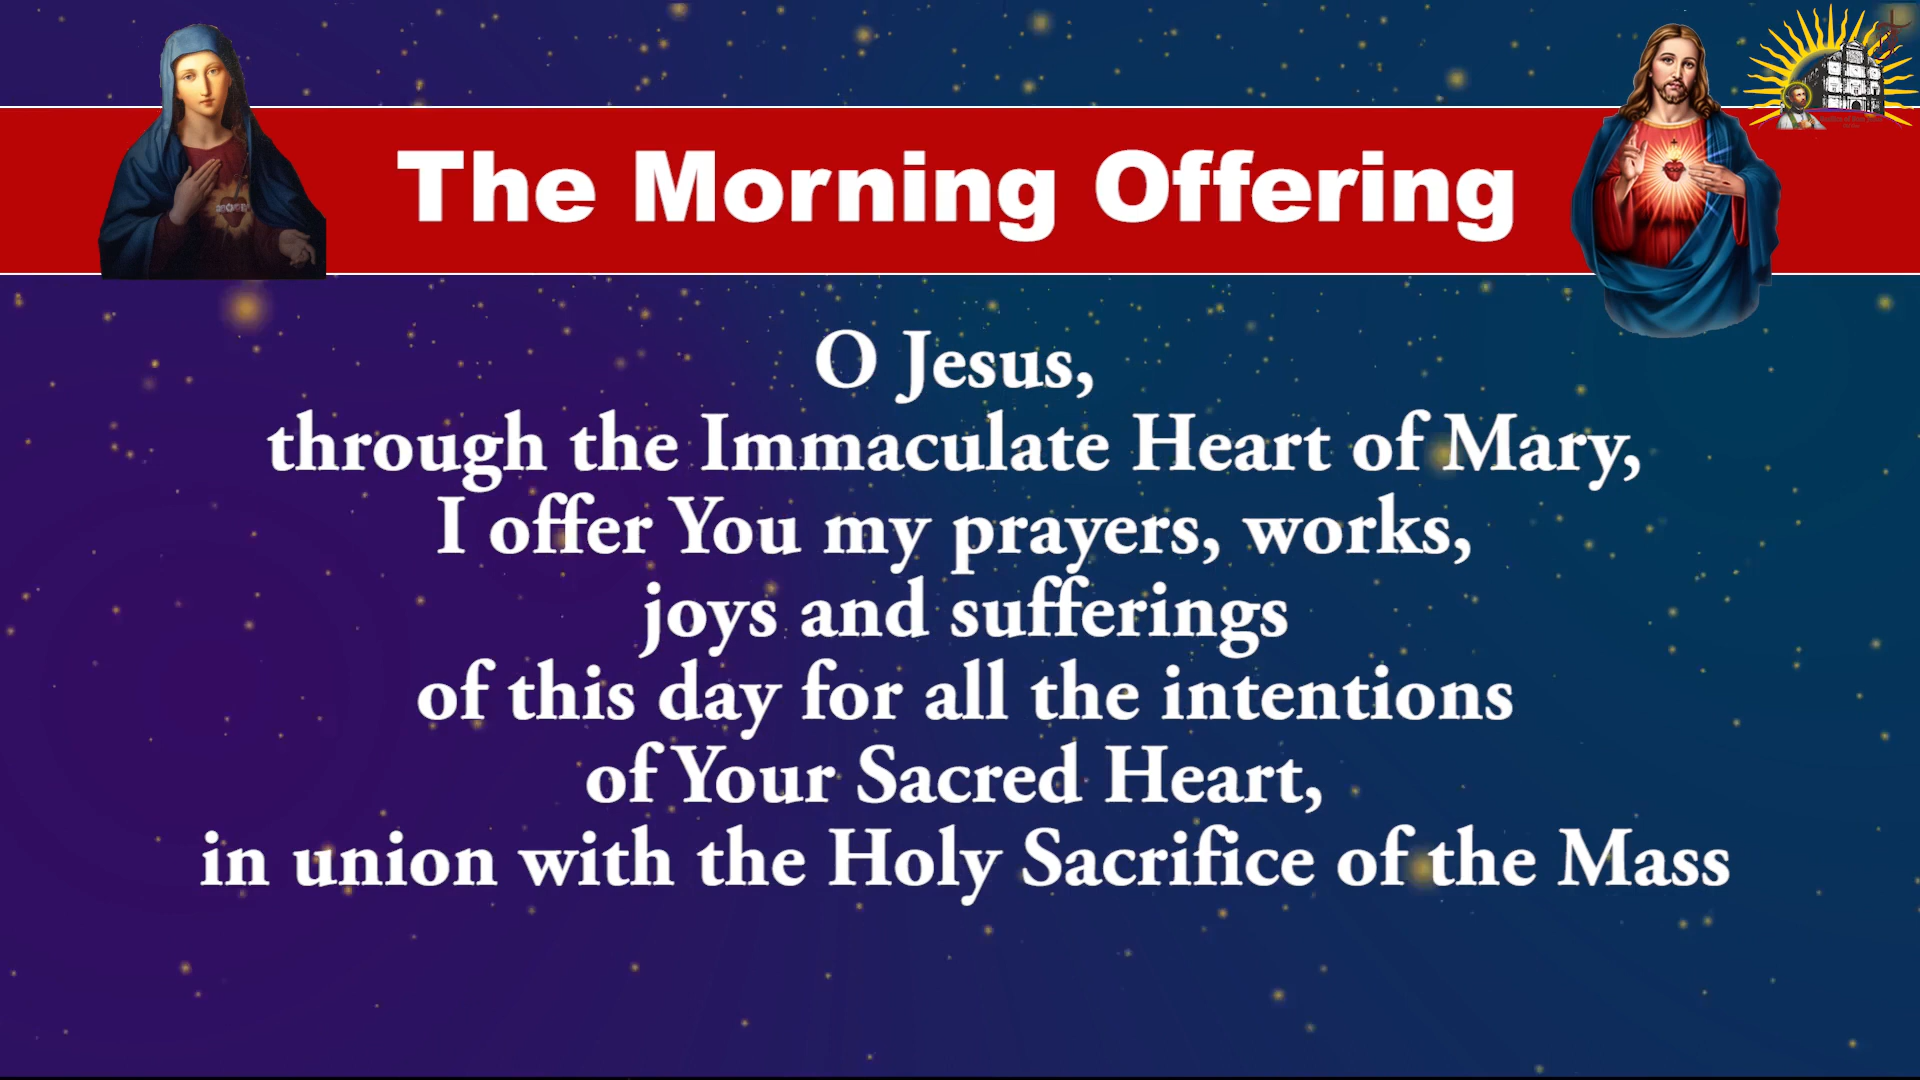 The Morning Offering
O Jesus,
through the Immaculate Heart of Mary,
I offer You my prayers, works,
joys and sufferings
of this day for all the intentions
of Your Sacred Heart,
in union with the Holy Sacrifice of the Mass